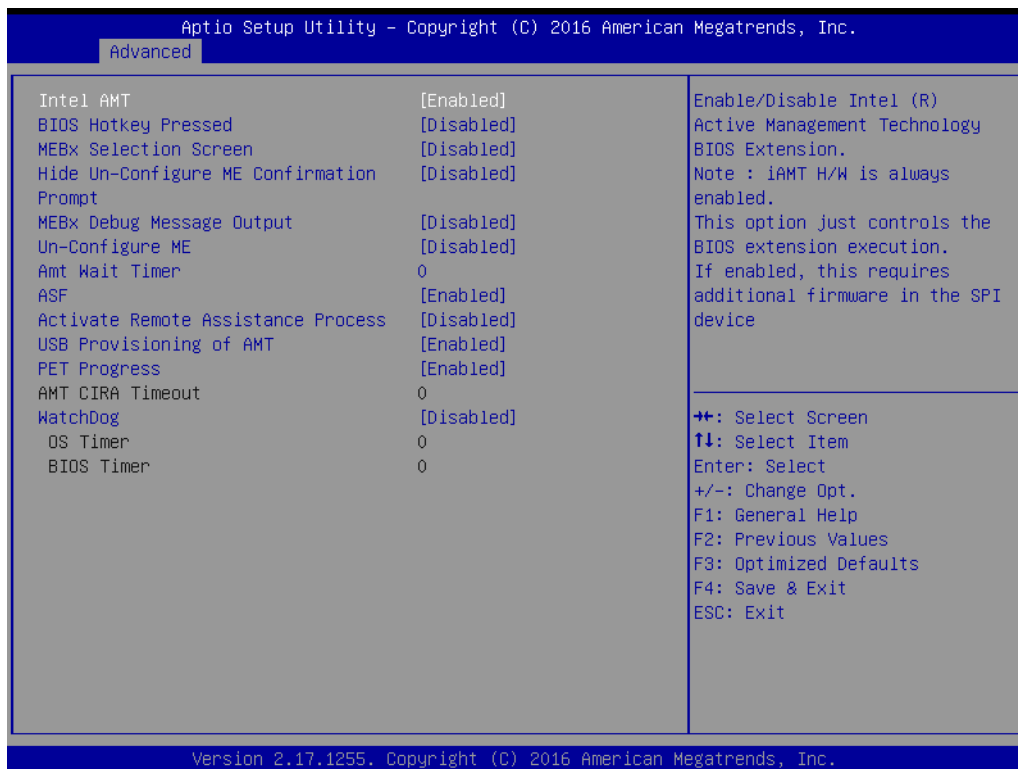 Aptio Setup Utility – Copyright (C) 2016 American Megatrends, Inc.
Advanced
Intel AMT [Enabled]
BIOS Hotkey Pressed [Disabled]
MEBx Selection Screen [Disabled]
Hide Un-Configure ME Confirmation [Disabled]
Prompt
MEBx Debug Message Output [Disabled]
Un-Configure ME [Disabled]
Amt Wait Timer 0
ASF [Enabled]
Activate Remote Assistance Process [Disabled]
USB Provisioning of AMT [Enabled]
PET Progress [Enabled]
AMT CIRA Timeout 0
WatchDog [Disabled]
OS Timer 0
BIOS Timer 0
Enable/Disable Intel (R)
Active Management Technology
BIOS Extension.
Note : iAMT H/W is always
enabled.
This option just controls the
BIOS extension execution.
If enabled, this requires
additional firmware in the SPI
device
→←: Select Screen
↑↓: Select Item
Enter: Select
+/-: Change Opt.
F1: General Help
F2: Previous Values
F3: Optimized Defaults
F4: Save & Exit
ESC: Exit
Version 2.17.1255. Copyright (C) 2016 American Megatrends, Inc.